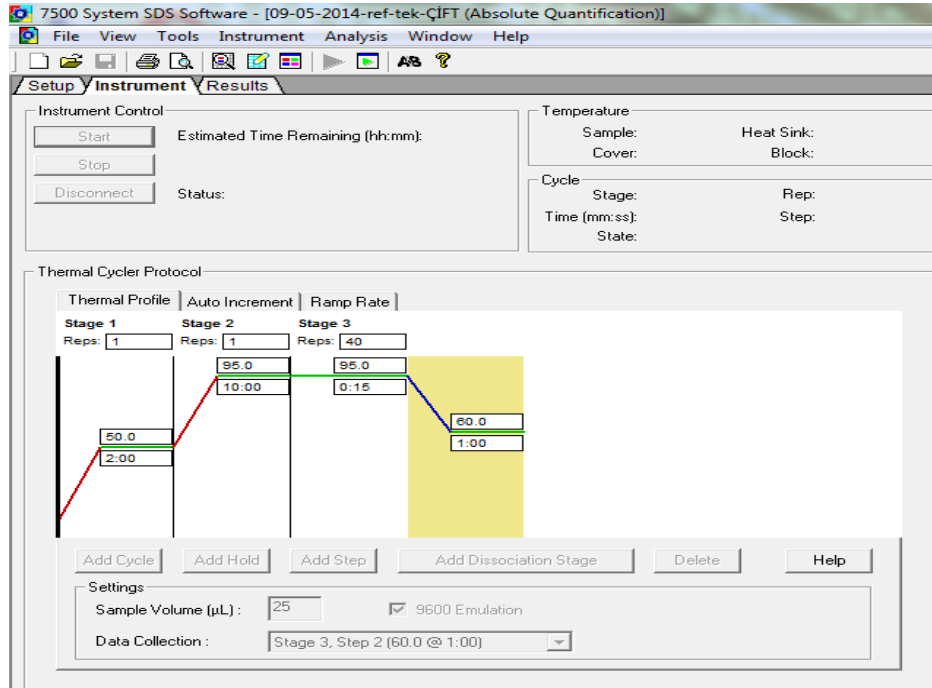 7500 System SDS Software - [09-05-2014-ref-tek-ÇİFT (Absolute Quantification)]
File View Tools Instrument Analysis Window Help
Setup Instrument Results
Instrument Control
Start Estimated Time Remaining (hh:mm):
Stop
Disconnect Status:
Temperature
Sample: Heat Sink:
Cover: Block:
Cycle
Stage: Rep:
Time (mm:ss): Step:
State:
Thermal Cycler Protocol
Thermal Profile Auto Increment Ramp Rate
Stage 1 Stage 2 Stage 3
Reps: 1 Reps: 1 Reps: 40
95.0 95.0
10:00 0:15
60.0
1:00
50.0
2:00
Add Cycle Add Hold Add Step Add Dissociation Stage Delete Help
Settings
Sample Volume (µL) : 25 9600 Emulation
Data Collection : Stage 3, Step 2 (60.0 @ 1:00)